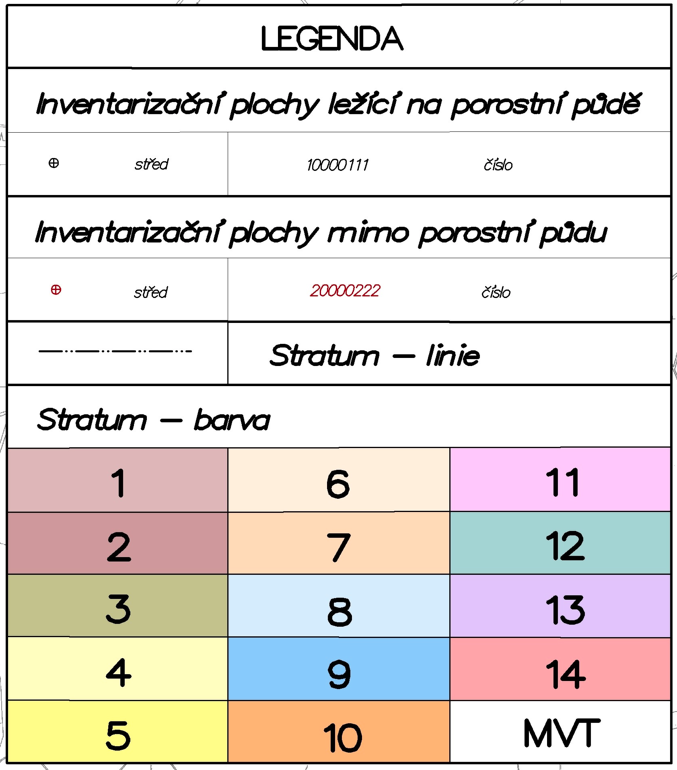 LEGENDA
Inventarizační plochy ležící na porostní půdě
střed 10000111 číslo
Inventarizační plochy mimo porostní půdu
střed 20000222 číslo
Stratum – linie
Stratum – barva
1 6 11
2 7 12
3 8 13
4 9 14
5 10 MVT